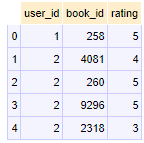 user_id book_id rating
0 1 258 5
1 2 4081 4
2 2 260 5
3 2 9296 5
4 2 2318 3